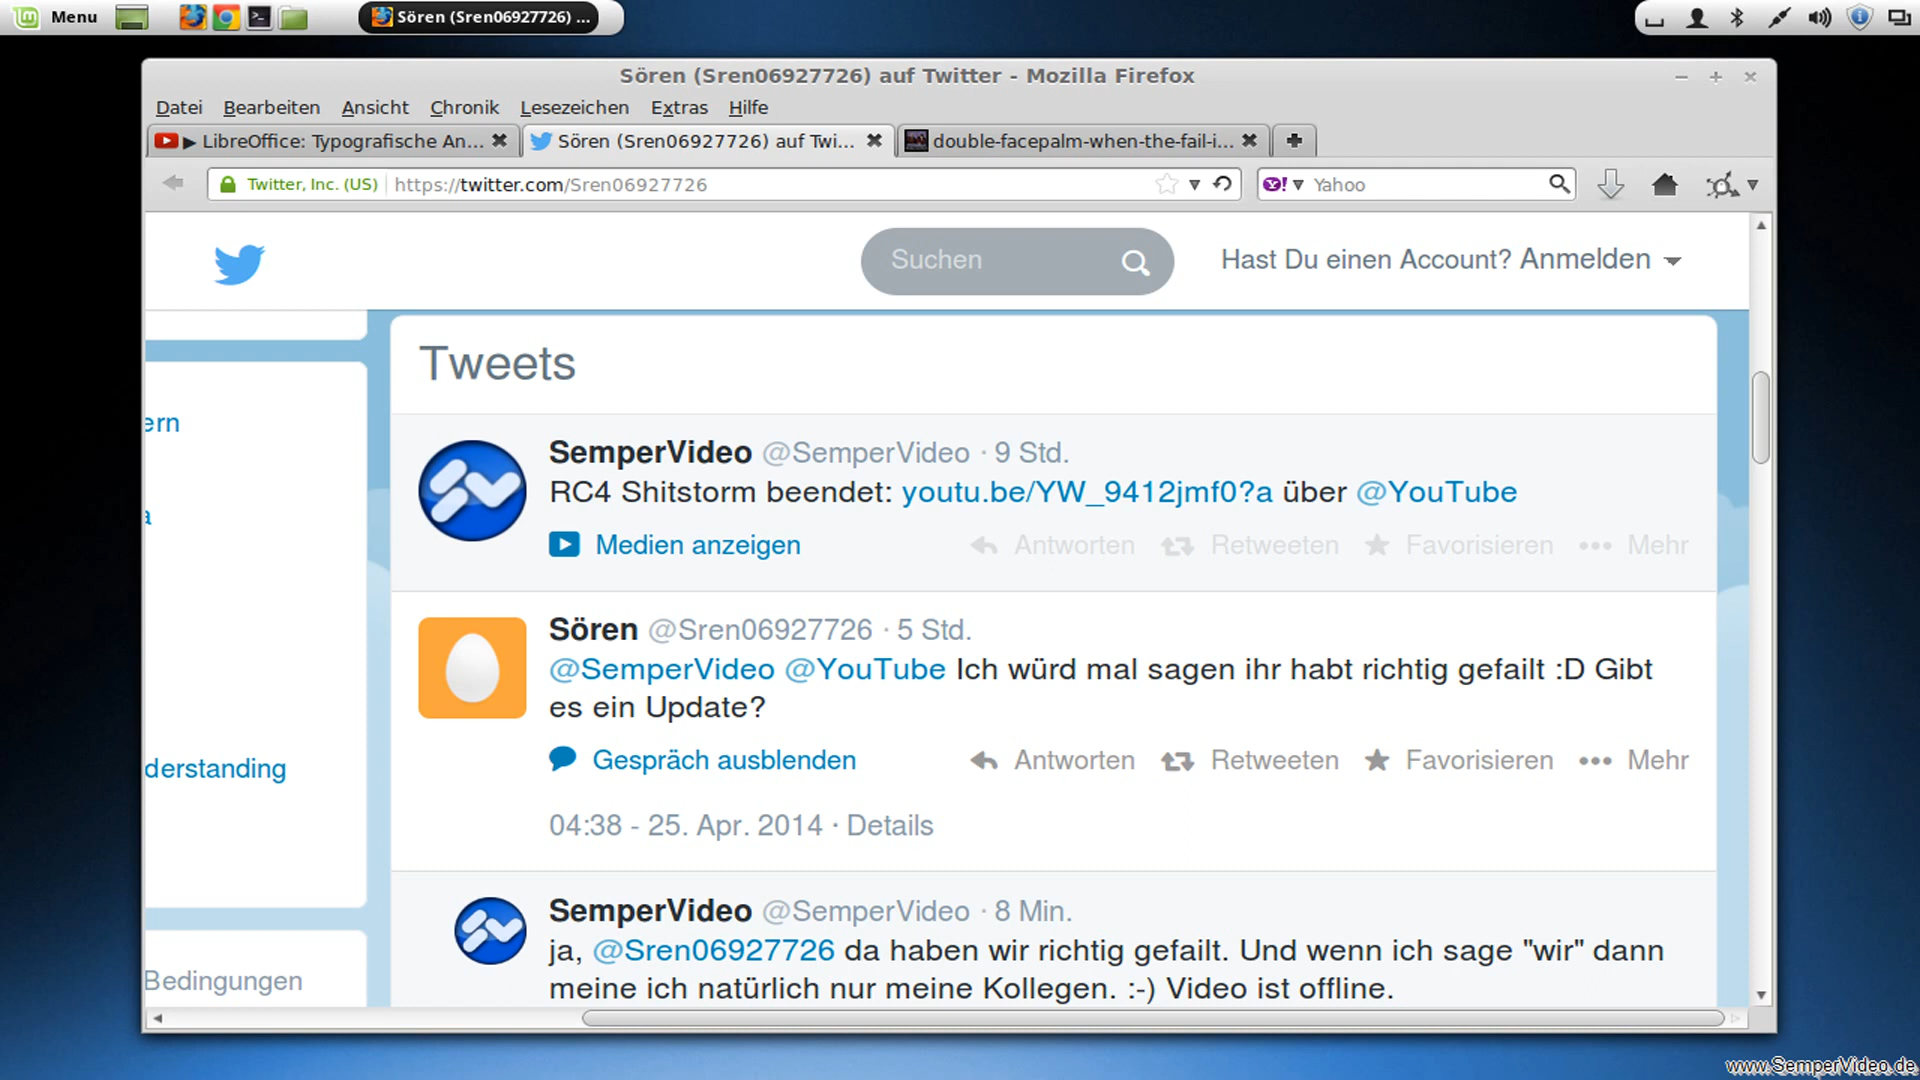 Menu
Sören (Sren06927726) ...
Sören (Sren06927726) auf Twitter - Mozilla Firefox
Datei Bearbeiten Ansicht Chronik Lesezeichen Extras Hilfe
▶ LibreOffice: Typografische An...
Sören (Sren06927726) auf Twi...
double-facepalm-when-the-fail-i...
Twitter, Inc. (US) https://twitter.com/Sren06927726
Y! Yahoo
Suchen
Hast Du einen Account? Anmelden
Tweets
ern
a
derstanding
Bedingungen
SemperVideo @SemperVideo · 9 Std.
RC4 Shitstorm beendet: youtu.be/YW_9412jmf0?a über @YouTube
Medien anzeigen Antworten Retweeten Favorisieren Mehr
Sören @Sren06927726 · 5 Std.
@SemperVideo @YouTube Ich würd mal sagen ihr habt richtig gefailt :D Gibt
es ein Update?
Gespräch ausblenden Antworten Retweeten Favorisieren Mehr
04:38 - 25. Apr. 2014 · Details
SemperVideo @SemperVideo · 8 Min.
ja, @Sren06927726 da haben wir richtig gefailt. Und wenn ich sage "wir" dann
meine ich natürlich nur meine Kollegen. :-) Video ist offline.
www.SemperVideo.de